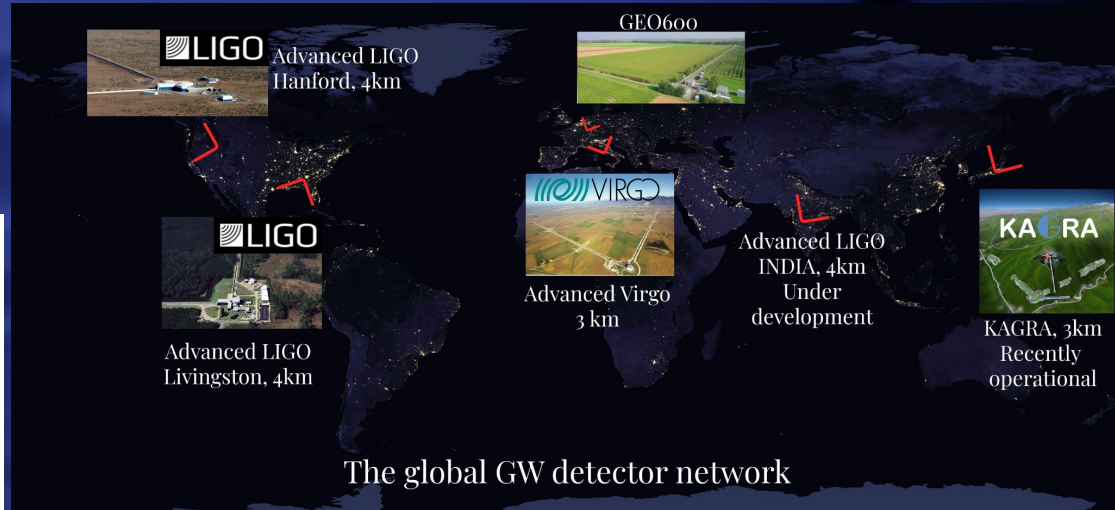 LIGO
Advanced LIGO
Hanford, 4km
GEO600
LIGO
Advanced LIGO
Livingston, 4km
VIRGO
Advanced Virgo
3 km
Advanced LIGO
INDIA, 4km
Under
development
KAGRA
KAGRA, 3km
Recently
operational
The global GW detector network